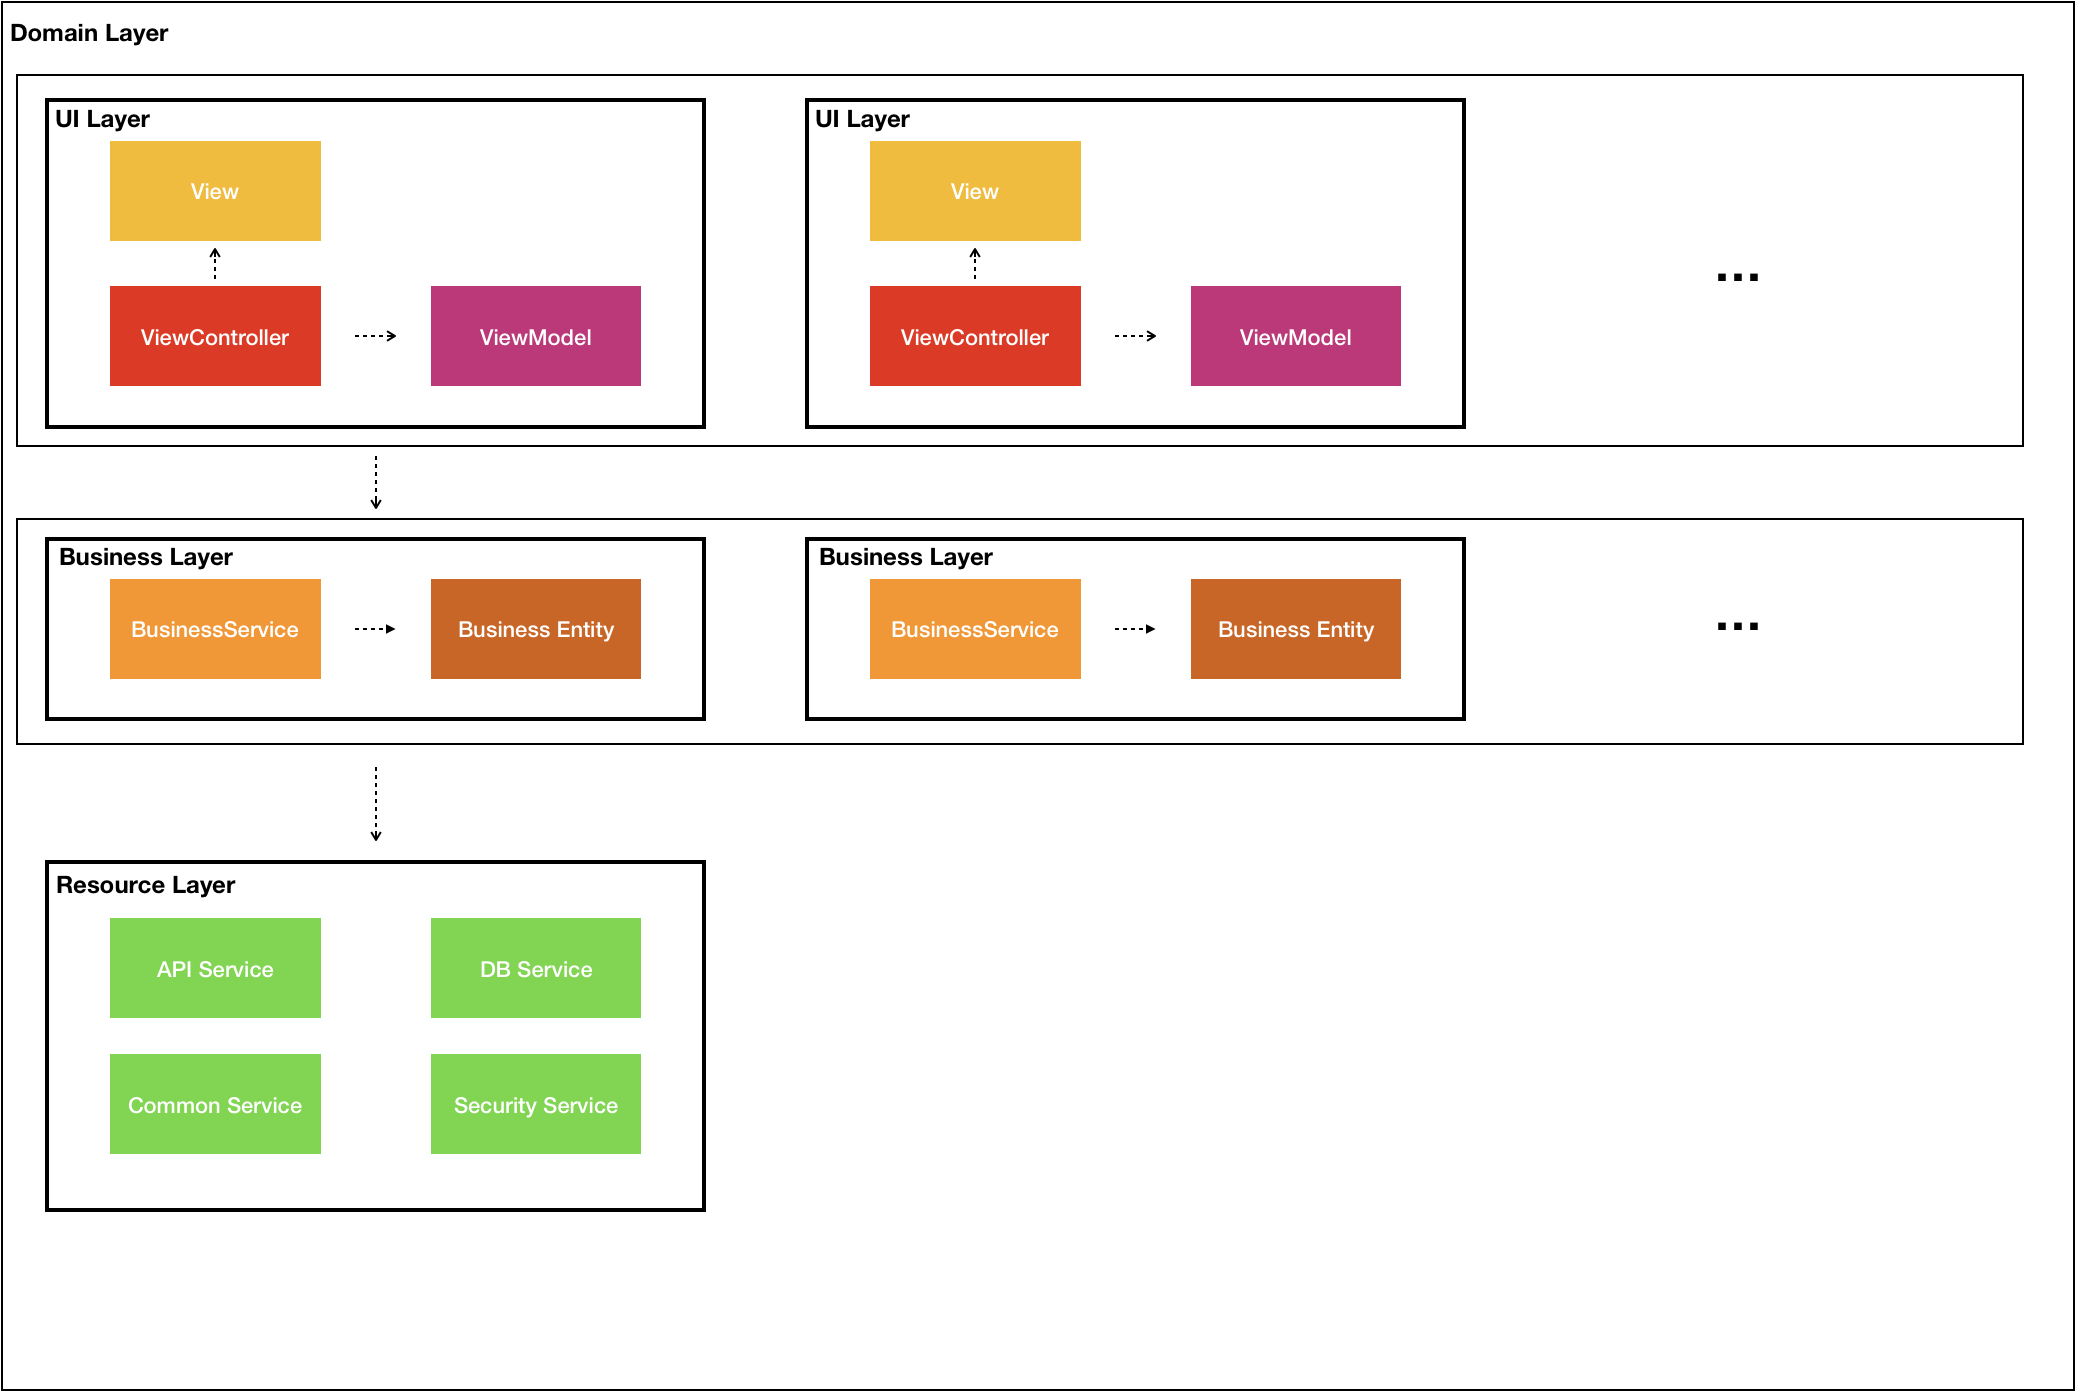 Domain Layer
UI Layer
View
ViewController
ViewModel
UI Layer
View
ViewController
ViewModel
...
Business Layer
BusinessService
Business Entity
Business Layer
BusinessService
Business Entity
...
Resource Layer
API Service
DB Service
Common Service
Security Service